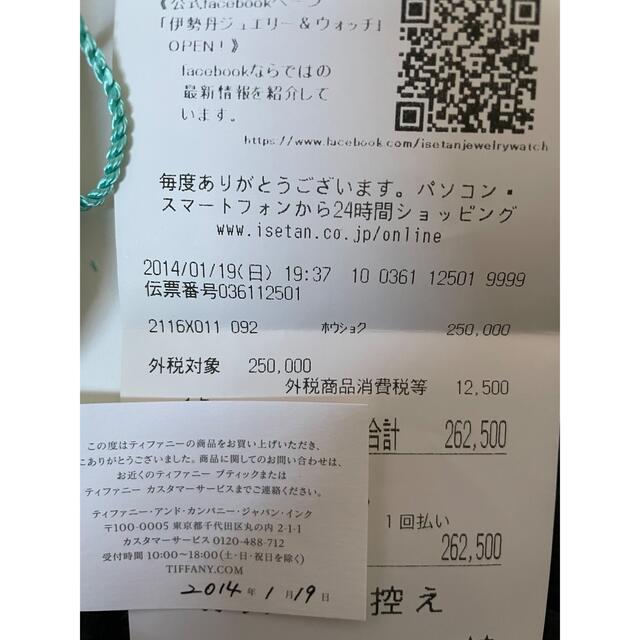 《公式facebookページ
「伊勢丹ジュエリー&ウォッチ」
OPEN!》
facebookならではの
最新情報を紹介して
います。
https://www.facebook.com/isetanjewelrywatch
毎度ありがとうございます。パソコン・
スマートフォンから24時間ショッピング
www.isetan.co.jp/online
2014/01/19(日) 19:37 10 0361 12501 9999
伝票番号036112501
2116X011 092 ホウショク 250,000
外税対象 250,000
外税商品消費税等 12,500
合計 262,500
1回払い
262,500
控え
この度はティファニーの商品をお買い上げいただき、
ありがとうございました。商品に関してのお問い合わせは、
お近くのティファニー ブティックまたは
ティファニー カスタマーサービスまでご連絡ください。
ティファニー・アンド・カンパニー・ジャパン・インク
〒100-0005 東京都千代田区丸の内 2-1-1
カスタマーサービス 0120-488-712
受付時間 10:00~18:00(土・日・祝日を除く)
TIFFANY.COM
2014 年 1 月 19 日